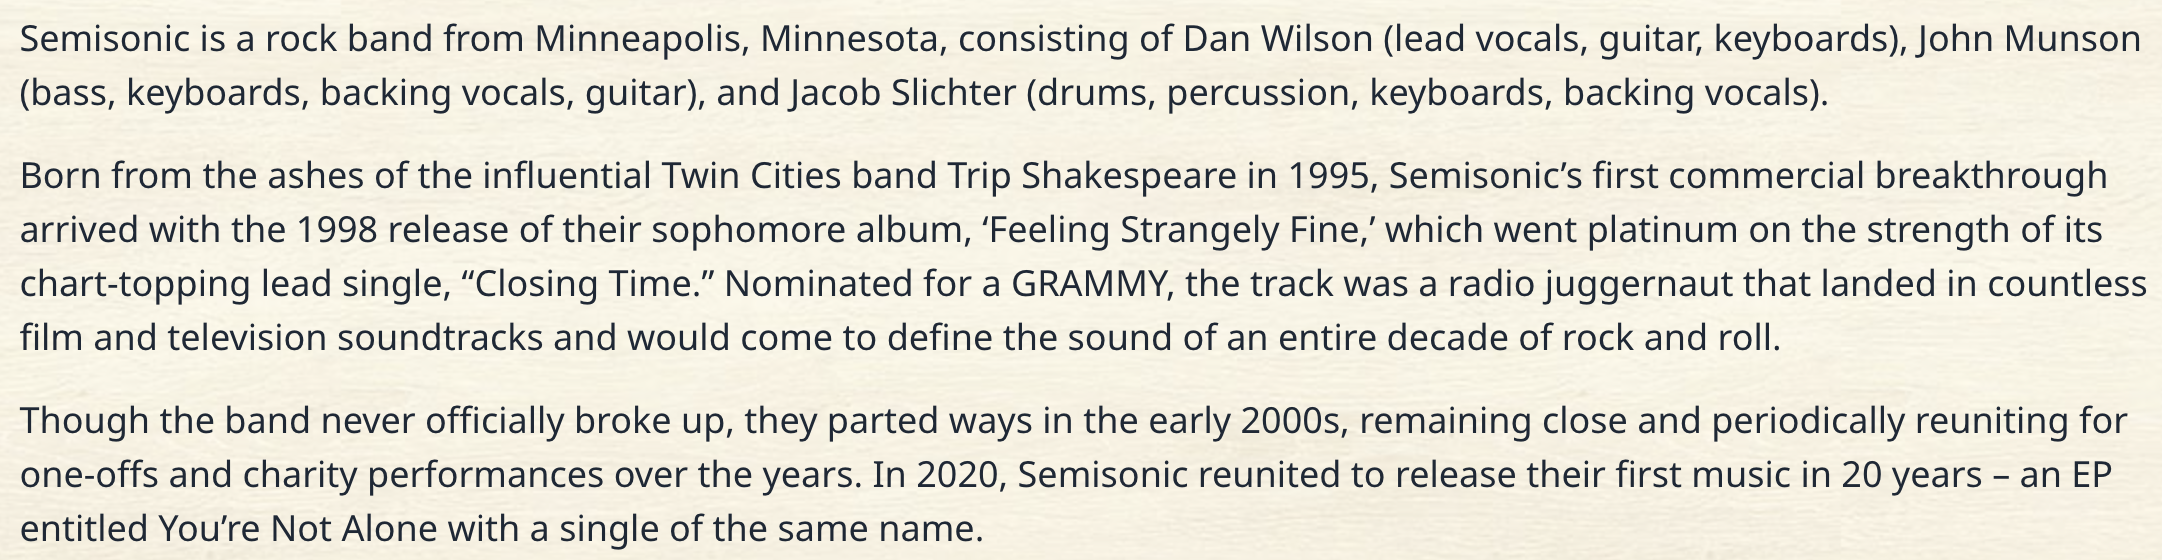 Semisonic is a rock band from Minneapolis, Minnesota, consisting of Dan Wilson (lead vocals, guitar, keyboards), John Munson
(bass, keyboards, backing vocals, guitar), and Jacob Slichter (drums, percussion, keyboards, backing vocals).
Born from the ashes of the influential Twin Cities band Trip Shakespeare in 1995, Semisonic’s first commercial breakthrough
arrived with the 1998 release of their sophomore album, ‘Feeling Strangely Fine,’ which went platinum on the strength of its
chart-topping lead single, “Closing Time.” Nominated for a GRAMMY, the track was a radio juggernaut that landed in countless
film and television soundtracks and would come to define the sound of an entire decade of rock and roll.
Though the band never officially broke up, they parted ways in the early 2000s, remaining close and periodically reuniting for
one-offs and charity performances over the years. In 2020, Semisonic reunited to release their first music in 20 years – an EP
entitled You’re Not Alone with a single of the same name.